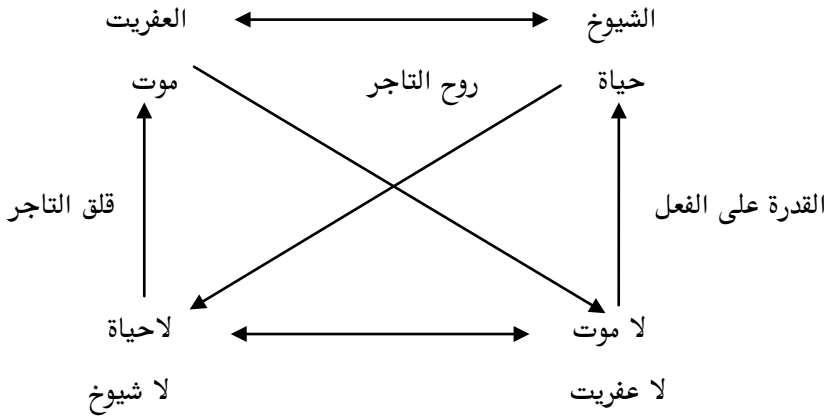 الشيوخ
العفريت
حياة
روح التاجر
موت
القدرة على الفعل
قلق التاجر
لا موت
لاحياة
لا عفريت
لا شيوخ